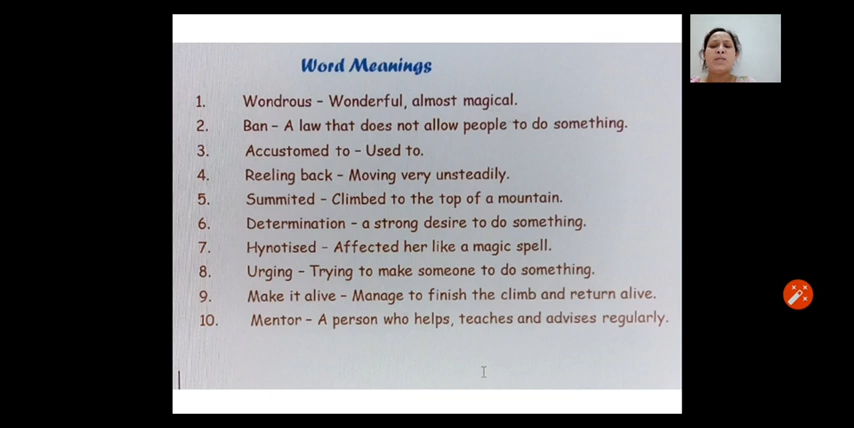 Word Meanings
1. Wondrous – Wonderful, almost magical.
2. Ban – A law that does not allow people to do something.
3. Accustomed to – Used to.
4. Reeling back – Moving very unsteadily.
5. Summited – Climbed to the top of a mountain.
6. Determination – a strong desire to do something.
7. Hynotised – Affected her like a magic spell.
8. Urging – Trying to make someone to do something.
9. Make it alive – Manage to finish the climb and return alive.
10. Mentor – A person who helps, teaches and advises regularly.